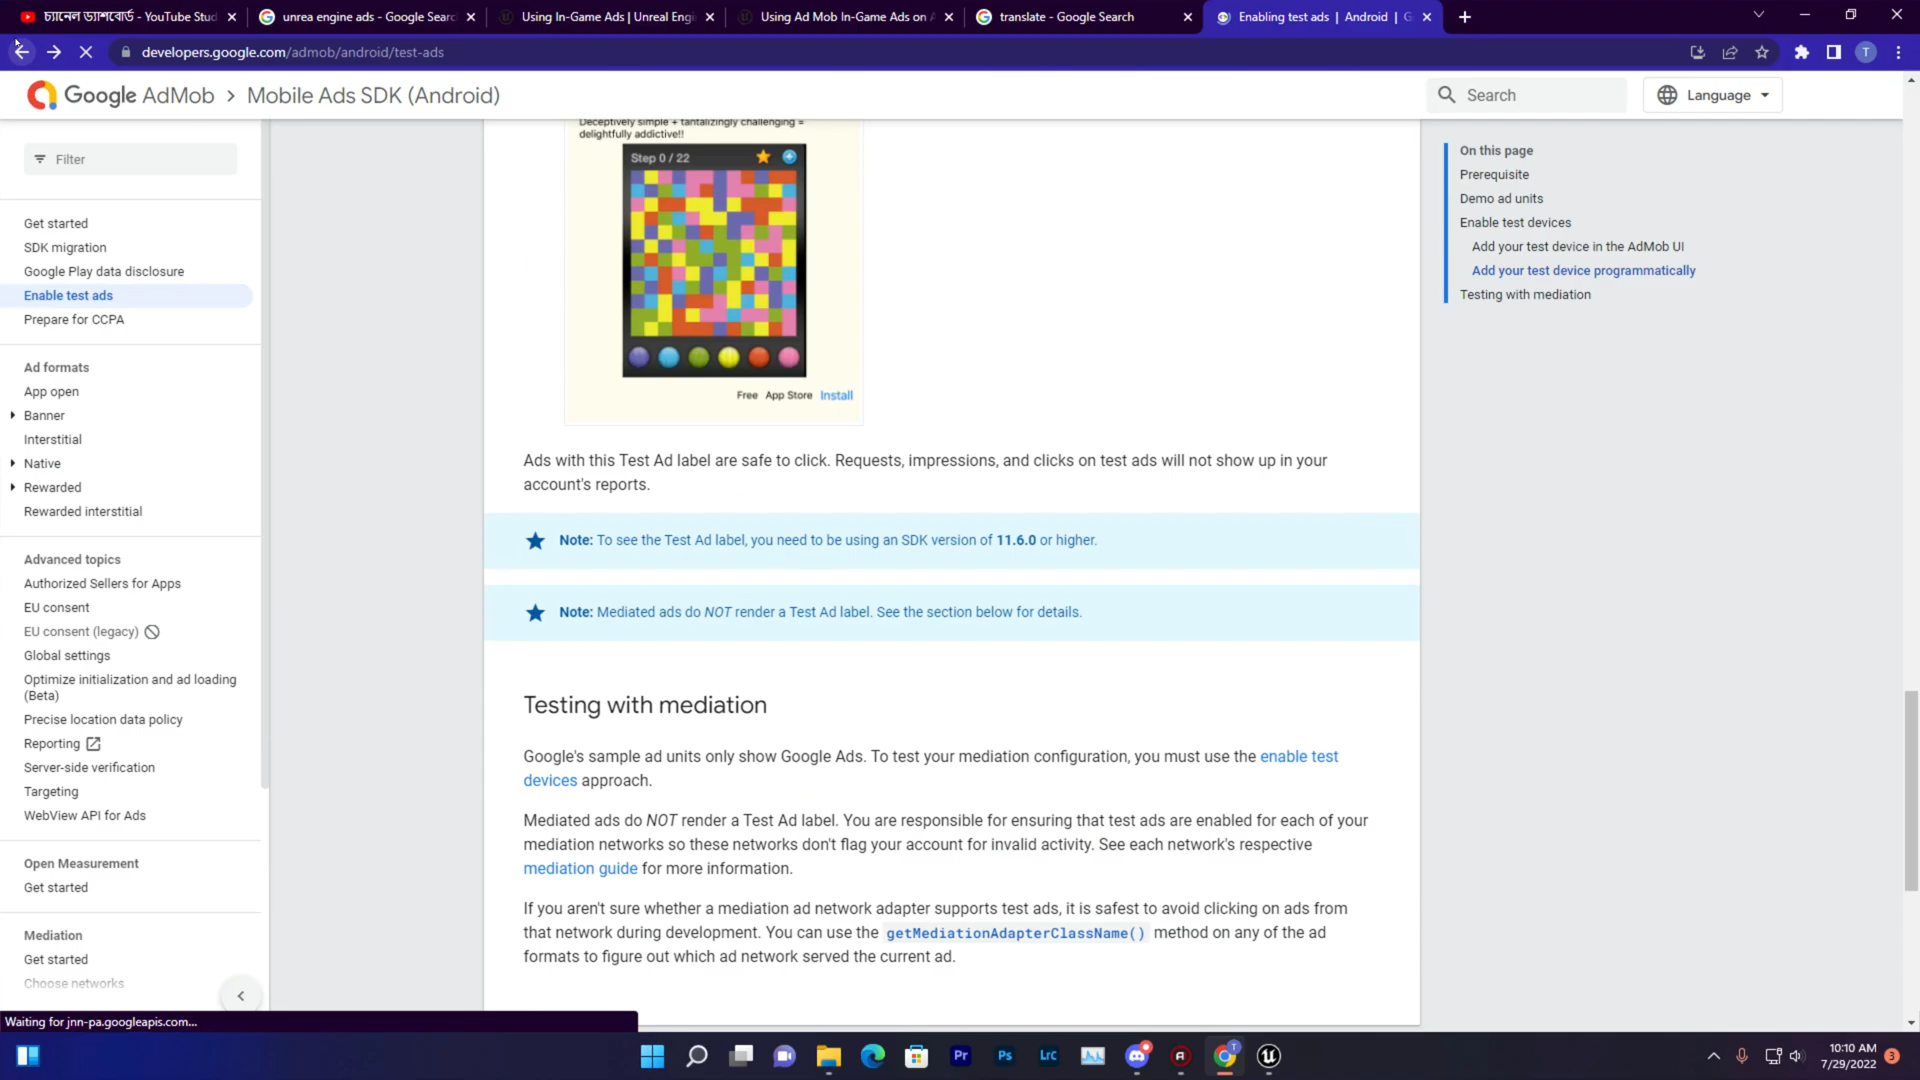 চ্যানেল ড্যাশবোর্ড - YouTube Stud
unrea engine ads - Google Searc
Using In-Game Ads | Unreal Engi
Using Ad Mob In-Game Ads on A
translate - Google Search
Enabling test ads | Android | G
developers.google.com/admob/android/test-ads
T
Google AdMob > Mobile Ads SDK (Android)
Search
Language
Filter
Get started
SDK migration
Google Play data disclosure
Enable test ads
Prepare for CCPA
Ad formats
App open
Banner
Interstitial
Native
Rewarded
Rewarded interstitial
Advanced topics
Authorized Sellers for Apps
EU consent
EU consent (legacy)
Global settings
Optimize initialization and ad loading
(Beta)
Precise location data policy
Reporting
Server-side verification
Targeting
WebView API for Ads
Open Measurement
Get started
Mediation
Get started
Choose networks
Deceptively simple + tantalizingly challenging =
delightfully addictive!!
Step 0 / 22
Free App Store Install
Ads with this Test Ad label are safe to click. Requests, impressions, and clicks on test ads will not show up in your
account's reports.
Note: To see the Test Ad label, you need to be using an SDK version of 11.6.0 or higher.
Note: Mediated ads do NOT render a Test Ad label. See the section below for details.
Testing with mediation
Google's sample ad units only show Google Ads. To test your mediation configuration, you must use the enable test
devices approach.
Mediated ads do NOT render a Test Ad label. You are responsible for ensuring that test ads are enabled for each of your
mediation networks so these networks don't flag your account for invalid activity. See each network's respective
mediation guide for more information.
If you aren't sure whether a mediation ad network adapter supports test ads, it is safest to avoid clicking on ads from
that network during development. You can use the getMediationAdapterClassName() method on any of the ad
formats to figure out which ad network served the current ad.
On this page
Prerequisite
Demo ad units
Enable test devices
Add your test device in the AdMob UI
Add your test device programmatically
Testing with mediation
Waiting for jnn-pa.googleapis.com...
Pr
Ps
LrC
T
10:10 AM
7/29/2022
3